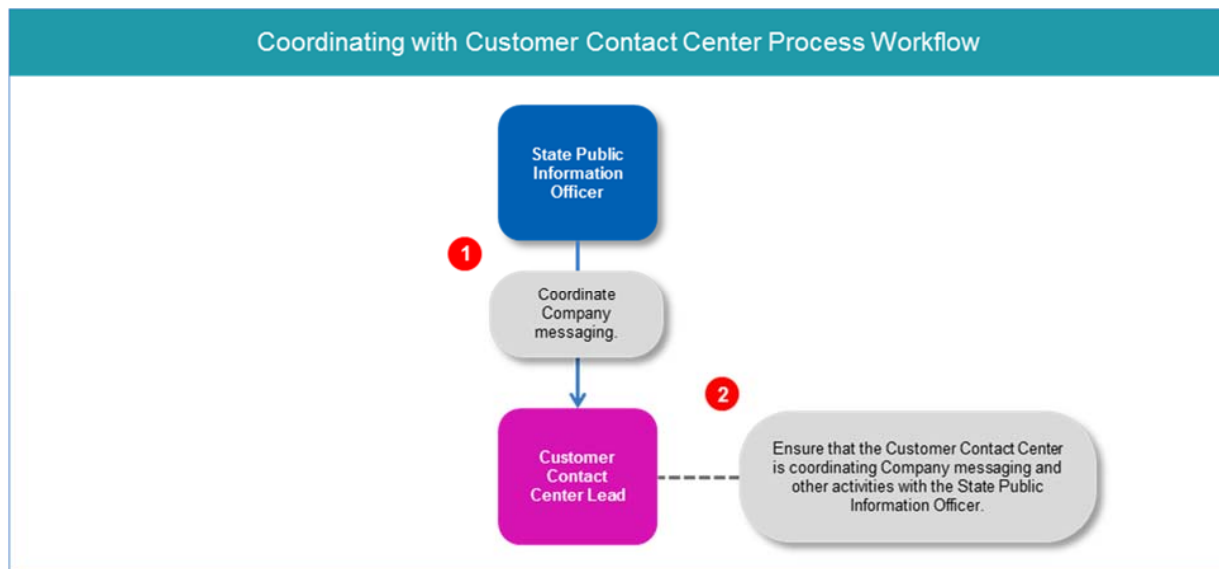 Coordinating with Customer Contact Center Process Workflow
State Public
Information
Officer
1
Coordinate
Company
messaging.
2
Customer
Contact
Center Lead
Ensure that the Customer Contact Center
is coordinating Company messaging and
other activities with the State Public
Information Officer.